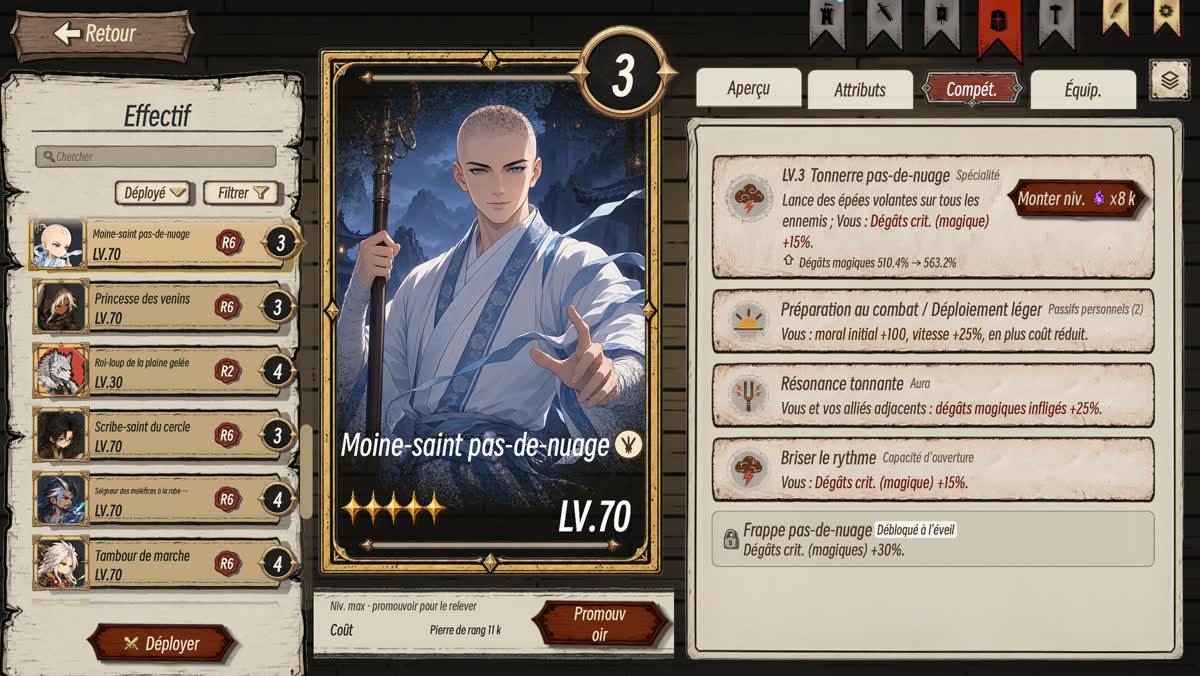 Retour
Effectif
Chercher
Déployé
Filtrer
Moine-saint pas-de-nuage
LV.70
R6
3
Princesse des venins
LV.70
R6
3
Roi-loup de la plaine gelée
LV.30
R2
4
Scribe-saint du cercle
LV.70
R6
3
Seigneur des maléfices à la robe ···
LV.70
R6
4
Tambour de marche
LV.70
R6
4
Déployer
3
Moine-saint pas-de-nuage
LV.70
Niv. max · promouvoir pour le relever
Coût
Pierre de rang 11 k
Promouv
oir
Aperçu
Attributs
Compét.
Équip.
LV.3 Tonnerre pas-de-nuage Spécialité
Lance des épées volantes sur tous les
ennemis ; Vous : Dégâts crit. (magique)
+15%.
Dégâts magiques 510.4% → 563.2%
Monter niv. x8 k
Préparation au combat / Déploiement léger Passifs personnels (2)
Vous : moral initial +100, vitesse +25%, en plus coût réduit.
Résonance tonnante Aura
Vous et vos alliés adjacents : dégâts magiques infligés +25%.
Briser le rythme Capacité d'ouverture
Vous : Dégâts crit. (magique) +15%.
Frappe pas-de-nuage Débloqué à l'éveil
Dégâts crit. (magiques) +30%.